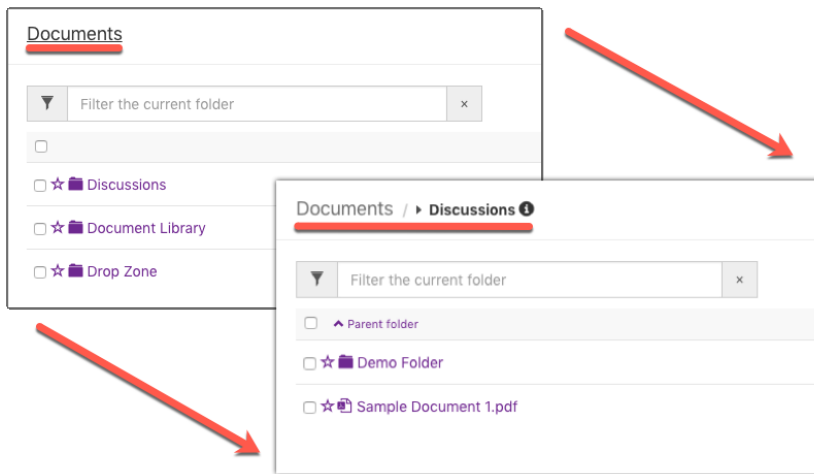 Documents
Filter the current folder ×
Discussions
Document Library
Drop Zone
Documents / Discussions
Filter the current folder ×
Parent folder
Demo Folder
Sample Document 1.pdf